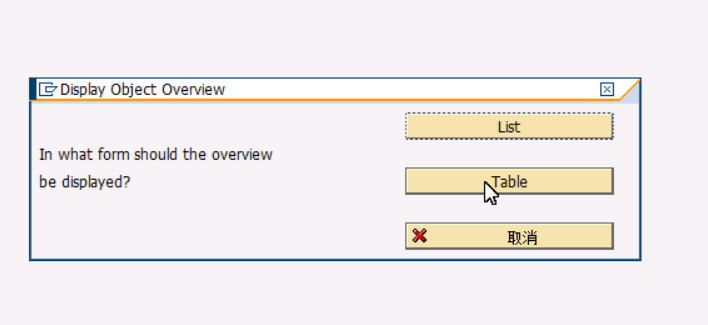 Display Object Overview
List
In what form should the overview
be displayed?
Table
取消